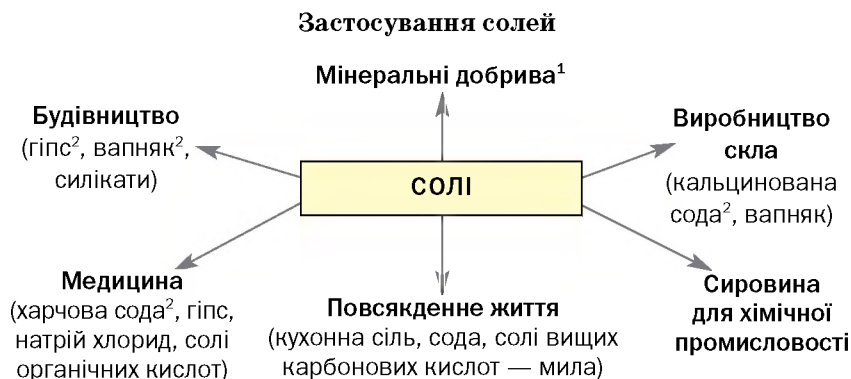 Застосування солей
Мінеральні добрива¹
Будівництво
(гіпс², вапняк²,
силікати)
Виробництво
скла
(кальцинована
сода², вапняк)
СОЛІ
Медицина
(харчова сода², гіпс,
натрій хлорид, солі
органічних кислот)
Повсякденне життя
(кухонна сіль, сода, солі вищих
карбонових кислот — мила)
Сировина
для хімічної
промисловості